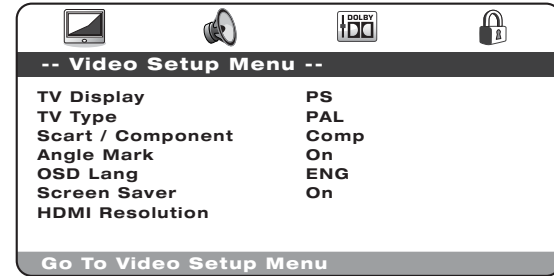 DOLBY
-- Video Setup Menu --
TV Display PS
TV Type PAL
Scart / Component Comp
Angle Mark On
OSD Lang ENG
Screen Saver On
HDMI Resolution
Go To Video Setup Menu